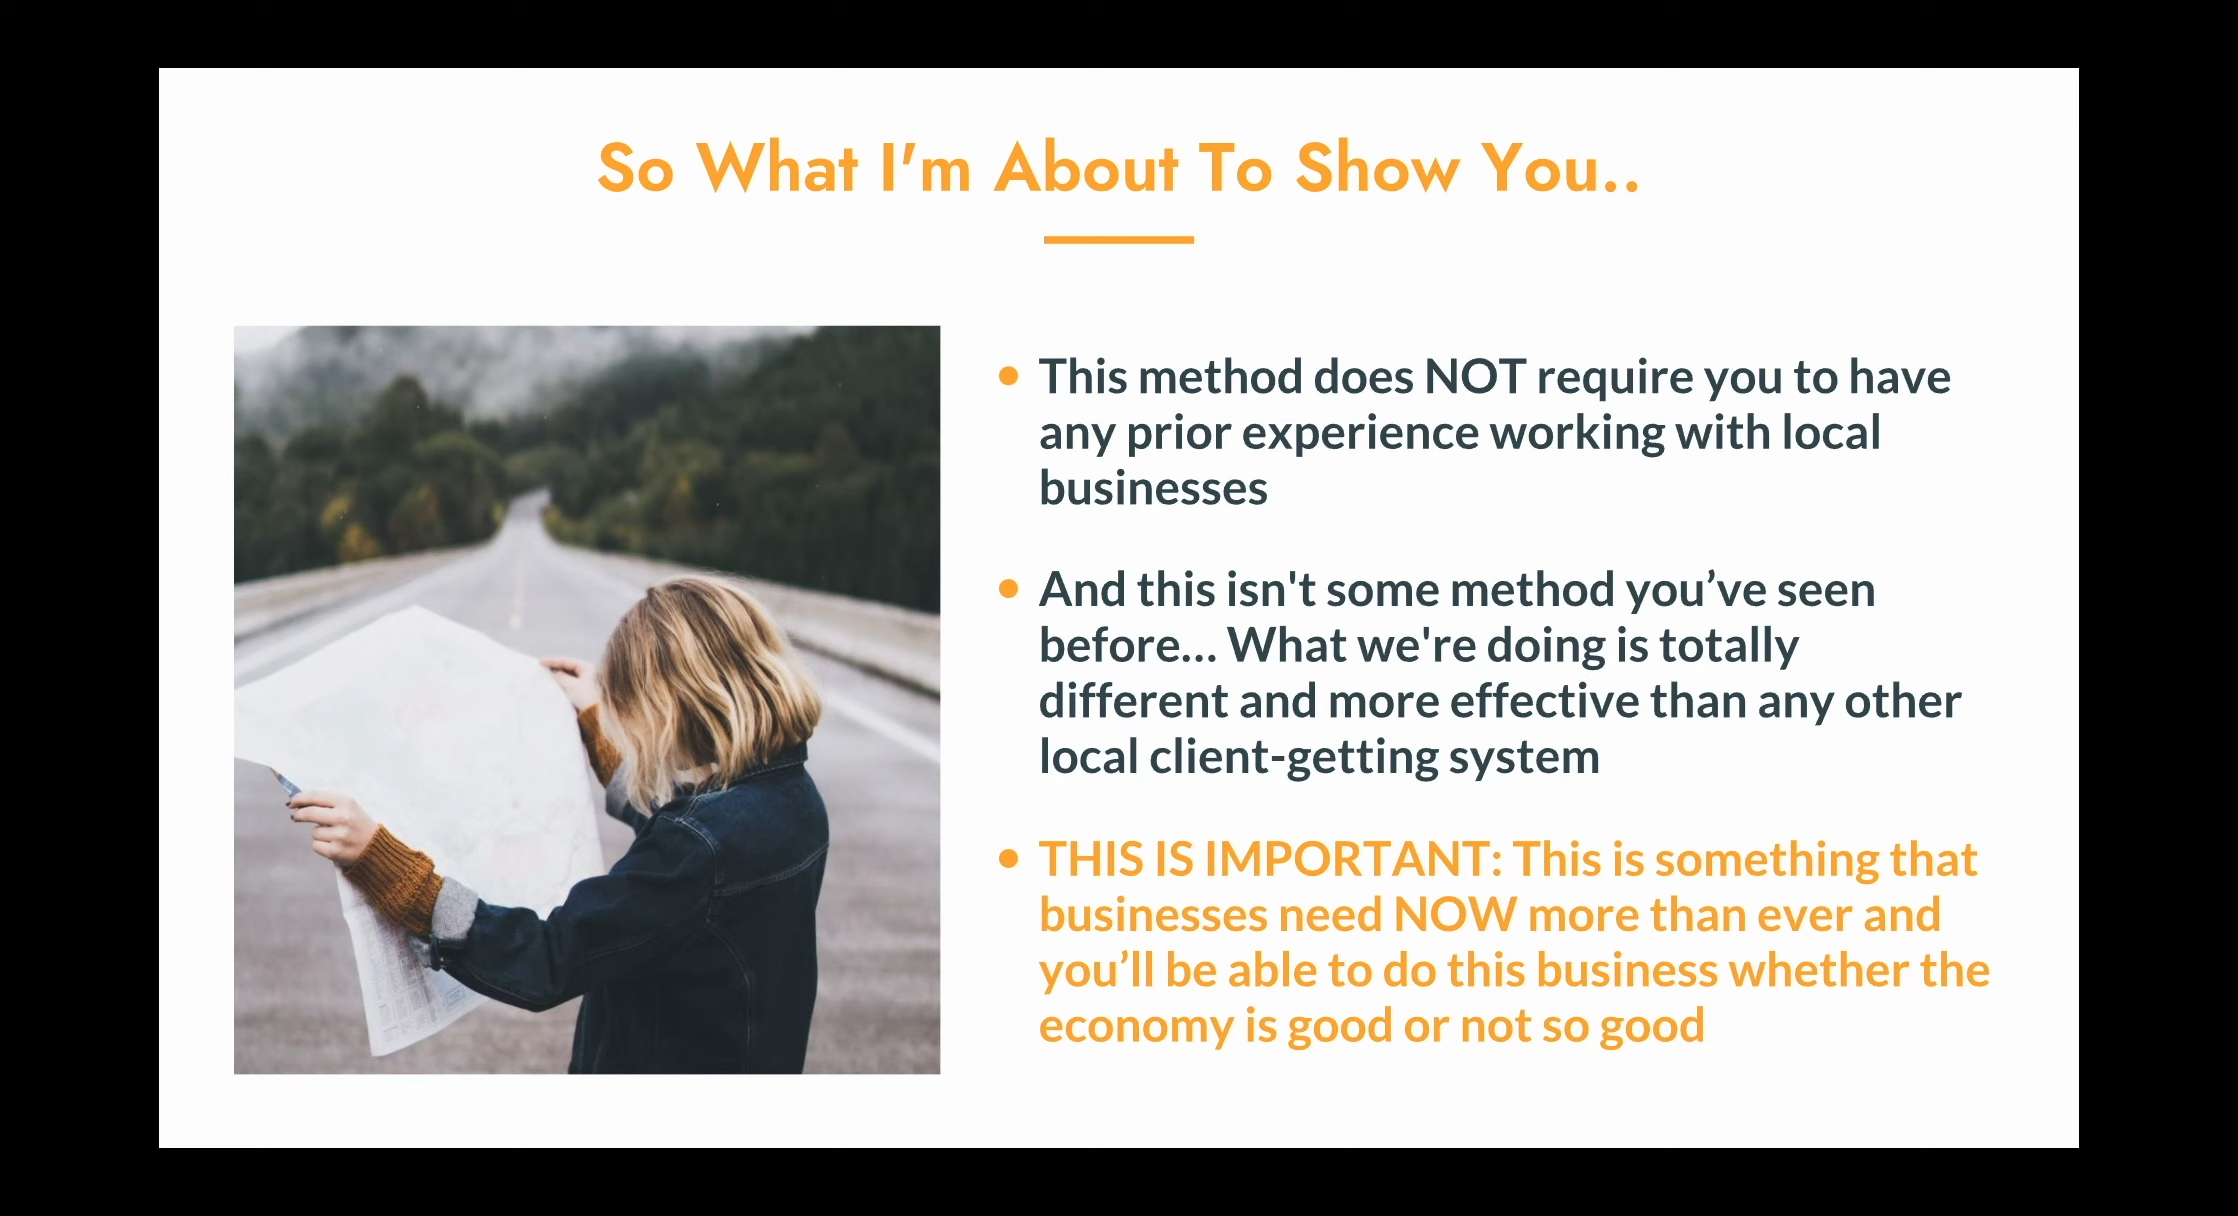 So What I'm About To Show You..
This method does NOT require you to have
any prior experience working with local
businesses
And this isn't some method you’ve seen
before... What we're doing is totally
different and more effective than any other
local client-getting system
THIS IS IMPORTANT: This is something that
businesses need NOW more than ever and
you’ll be able to do this business whether the
economy is good or not so good